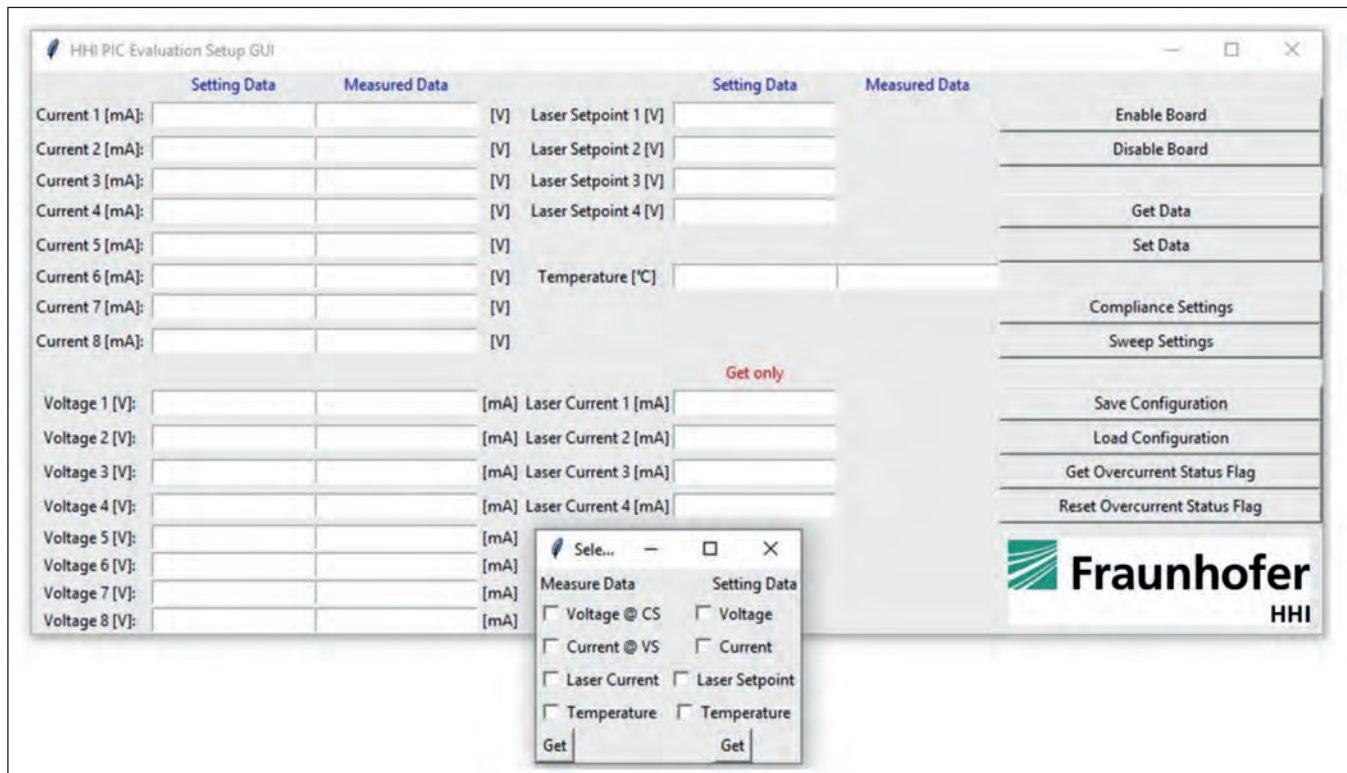 HHI PIC Evaluation Setup GUI
Setting Data Measured Data Setting Data Measured Data
Current 1 [mA]: [V] Laser Setpoint 1 [V] Enable Board
Current 2 [mA]: [V] Laser Setpoint 2 [V] Disable Board
Current 3 [mA]: [V] Laser Setpoint 3 [V]
Current 4 [mA]: [V] Laser Setpoint 4 [V] Get Data
Current 5 [mA]: [V] Set Data
Current 6 [mA]: [V] Temperature [°C]
Current 7 [mA]: [V] Compliance Settings
Current 8 [mA]: [V] Sweep Settings
Get only
Voltage 1 [V]: [mA] Laser Current 1 [mA] Save Configuration
Voltage 2 [V]: [mA] Laser Current 2 [mA] Load Configuration
Voltage 3 [V]: [mA] Laser Current 3 [mA] Get Overcurrent Status Flag
Voltage 4 [V]: [mA] Laser Current 4 [mA] Reset Overcurrent Status Flag
Voltage 5 [V]: [mA]
Voltage 6 [V]: [mA]
Voltage 7 [V]: [mA]
Voltage 8 [V]: [mA]
Sele...
Measure Data Setting Data
Voltage @ CS Voltage
Current @ VS Current
Laser Current Laser Setpoint
Temperature Temperature
Get Get
Fraunhofer
HHI